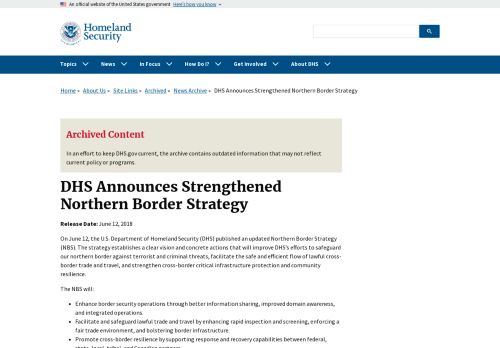 An official website of the United States government Here's how you know
Homeland
Security
Topics News In Focus How Do I? Get Involved About DHS
Home » About Us » Site Links » Archived » News Archive » DHS Announces Strengthened Northern Border Strategy
Archived Content
In an effort to keep DHS.gov current, the archive contains outdated information that may not reflect
current policy or programs.
DHS Announces Strengthened
Northern Border Strategy
Release Date: June 12, 2018
On June 12, the U.S. Department of Homeland Security (DHS) published an updated Northern Border Strategy
(NBS). The strategy establishes a clear vision and concrete actions that will improve DHS's efforts to safeguard
our northern border against terrorist and criminal threats, facilitate the safe and efficient flow of lawful cross-
border trade and travel, and strengthen cross-border critical infrastructure protection and community
resilience.
The NBS will:
• Enhance border security operations through better information sharing, improved domain awareness,
and integrated operations.
• Facilitate and safeguard lawful trade and travel by enhancing rapid inspection and screening, enforcing a
fair trade environment, and bolstering border infrastructure.
• Promote cross-border resilience by supporting response and recovery capabilities between federal,